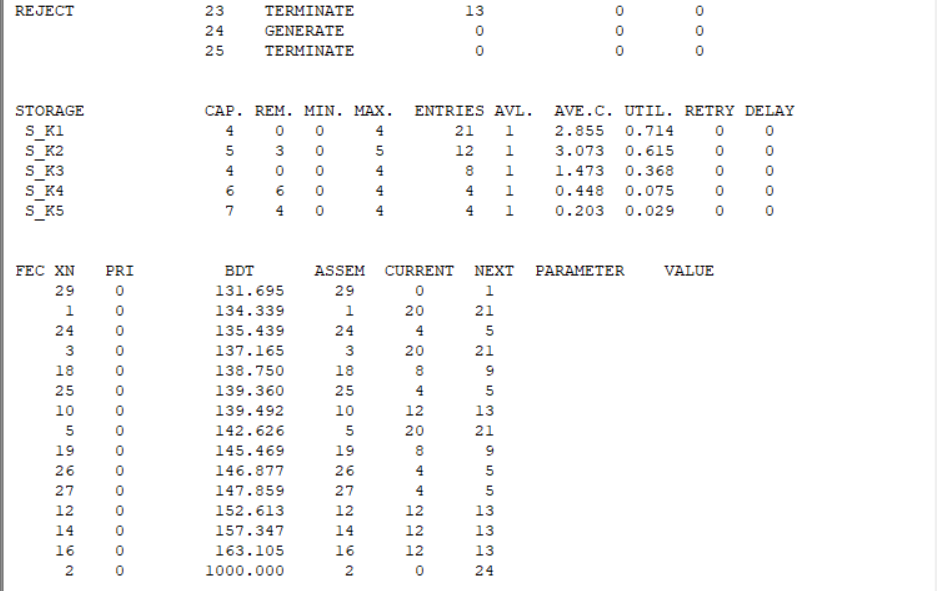 REJECT 23 TERMINATE 13 0 0
24 GENERATE 0 0 0
25 TERMINATE 0 0 0
STORAGE CAP. REM. MIN. MAX. ENTRIES AVL. AVE.C. UTIL. RETRY DELAY
S_K1 4 0 0 4 21 1 2.855 0.714 0 0
S_K2 5 3 0 5 12 1 3.073 0.615 0 0
S_K3 4 0 0 4 8 1 1.473 0.368 0 0
S_K4 6 6 0 4 4 1 0.448 0.075 0 0
S_K5 7 4 0 4 4 1 0.203 0.029 0 0
FEC XN PRI BDT ASSEM CURRENT NEXT PARAMETER VALUE
29 0 131.695 29 0 1
1 0 134.339 1 20 21
24 0 135.439 24 4 5
3 0 137.165 3 20 21
18 0 138.750 18 8 9
25 0 139.360 25 4 5
10 0 139.492 10 12 13
5 0 142.626 5 20 21
19 0 145.469 19 8 9
26 0 146.877 26 4 5
27 0 147.859 27 4 5
12 0 152.613 12 12 13
14 0 157.347 14 12 13
16 0 163.105 16 12 13
2 0 1000.000 2 0 24